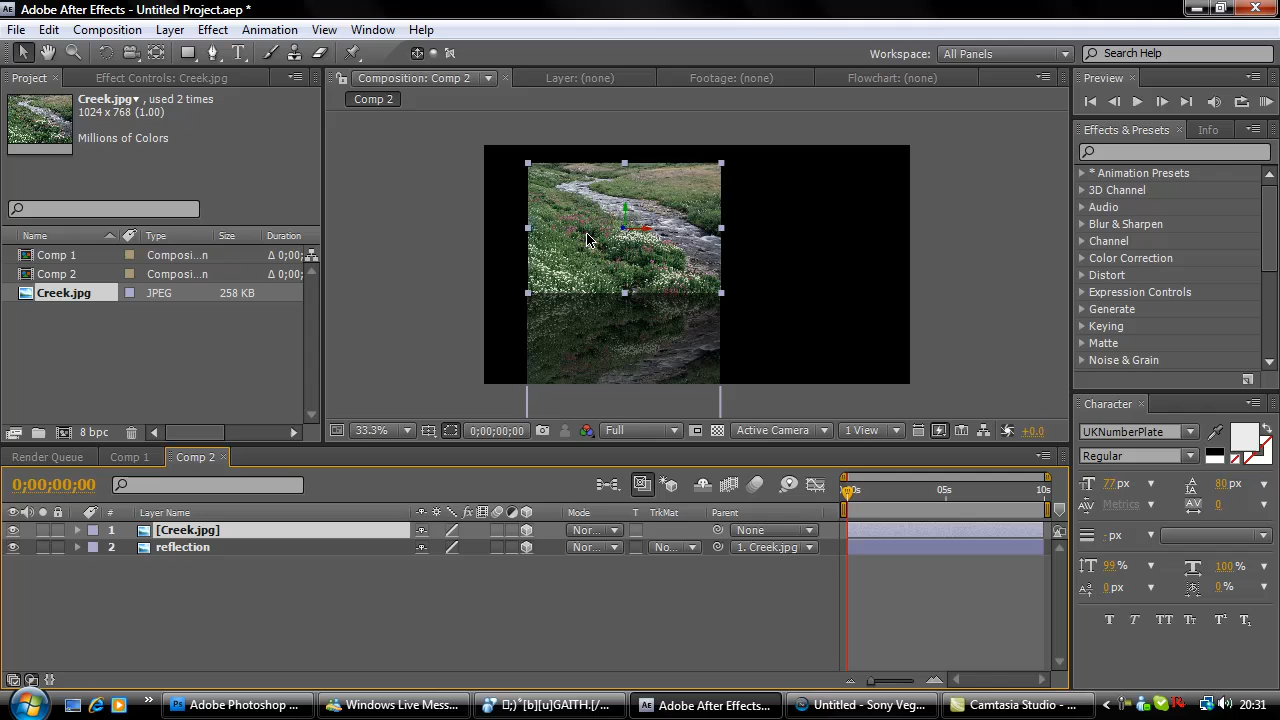 Adobe After Effects - Untitled Project.aep *
File Edit Composition Layer Effect Animation View Window Help
Workspace: All Panels Search Help
Project Effect Controls: Creek.jpg
Composition: Comp 2 Layer: (none) Footage: (none) Flowchart: (none)
Preview
Creek.jpg▾, used 2 times
1024 x 768 (1.00)
Millions of Colors
Comp 2
Effects & Presets Info
* Animation Presets
3D Channel
Audio
Blur & Sharpen
Channel
Color Correction
Distort
Expression Controls
Generate
Keying
Matte
Noise & Grain
Name Type Size Duration
Comp 1 Composi...n Δ 0;00;
Comp 2 Composi...n Δ 0;00;
Creek.jpg JPEG 258 KB
8 bpc
33.3% 0;00;00;00 Full Active Camera 1 View +0.0
Character
UKNumberPlate
Regular
77 px 80 px
Metrics 0
- px
99 % 100 %
0 px 0 %
T T TT Tr T¹ T₁
Render Queue Comp 1 Comp 2
0;00;00;00
0s 05s 10s
# Layer Name Mode T TrkMat Parent
1 [Creek.jpg] Nor... None
2 reflection Nor... No... 1. Creek.jpg
Adobe Photoshop ... Windows Live Mess... [b][u]GAITH.[/... Adobe After Effects... Untitled - Sony Veg... Camtasia Studio - ... 20:31